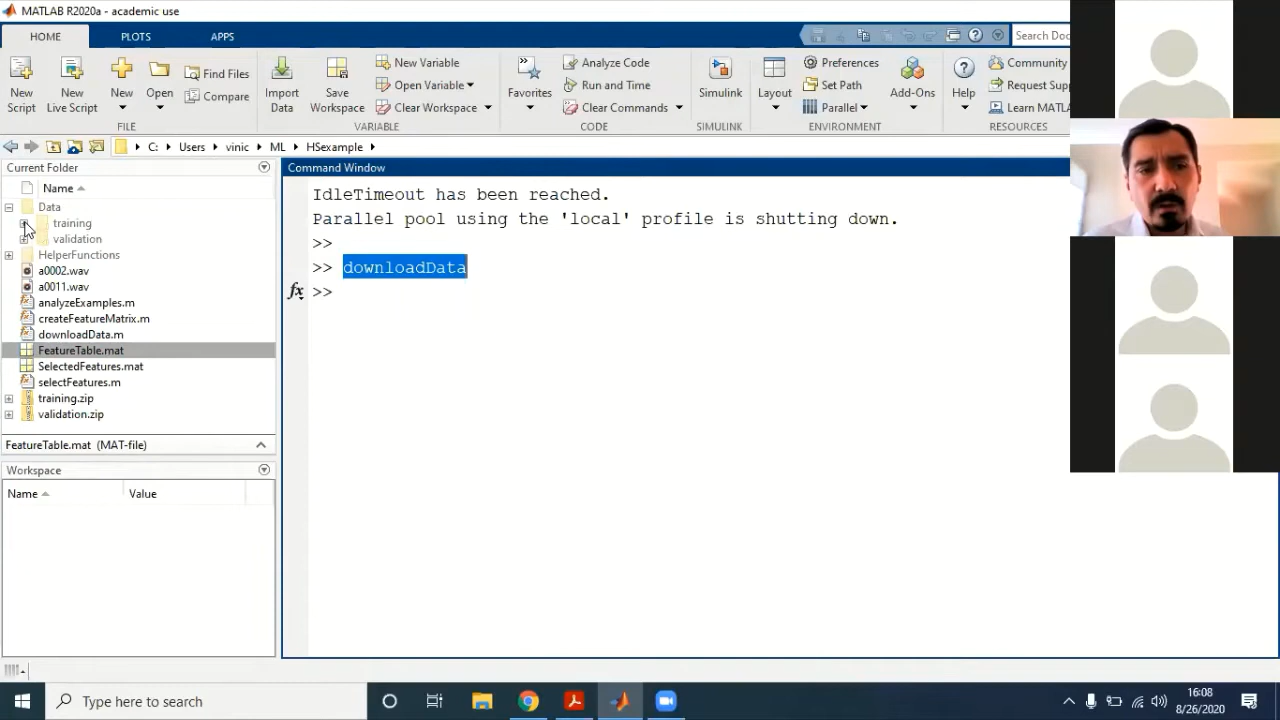 MATLAB R2020a - academic use
HOME PLOTS APPS Search Doc
New Script New Live Script New Open Find Files Compare Import Data Save Workspace New Variable Open Variable Clear Workspace Favorites Analyze Code Run and Time Clear Commands Simulink Layout Preferences Set Path Parallel Add-Ons Help Community Request Sup Learn MATL
FILE VARIABLE CODE SIMULINK ENVIRONMENT RESOURCES
C: Users vinic ML HSexample
Current Folder
Name
Data
training
validation
HelperFunctions
a0002.wav
a0011.wav
analyzeExamples.m
createFeatureMatrix.m
downloadData.m
FeatureTable.mat
SelectedFeatures.mat
selectFeatures.m
training.zip
validation.zip
FeatureTable.mat (MAT-file)
Workspace
Name Value
Command Window
IdleTimeout has been reached.
Parallel pool using the 'local' profile is shutting down.
>>
>> downloadData
fx >>
Type here to search
16:08
8/26/2020